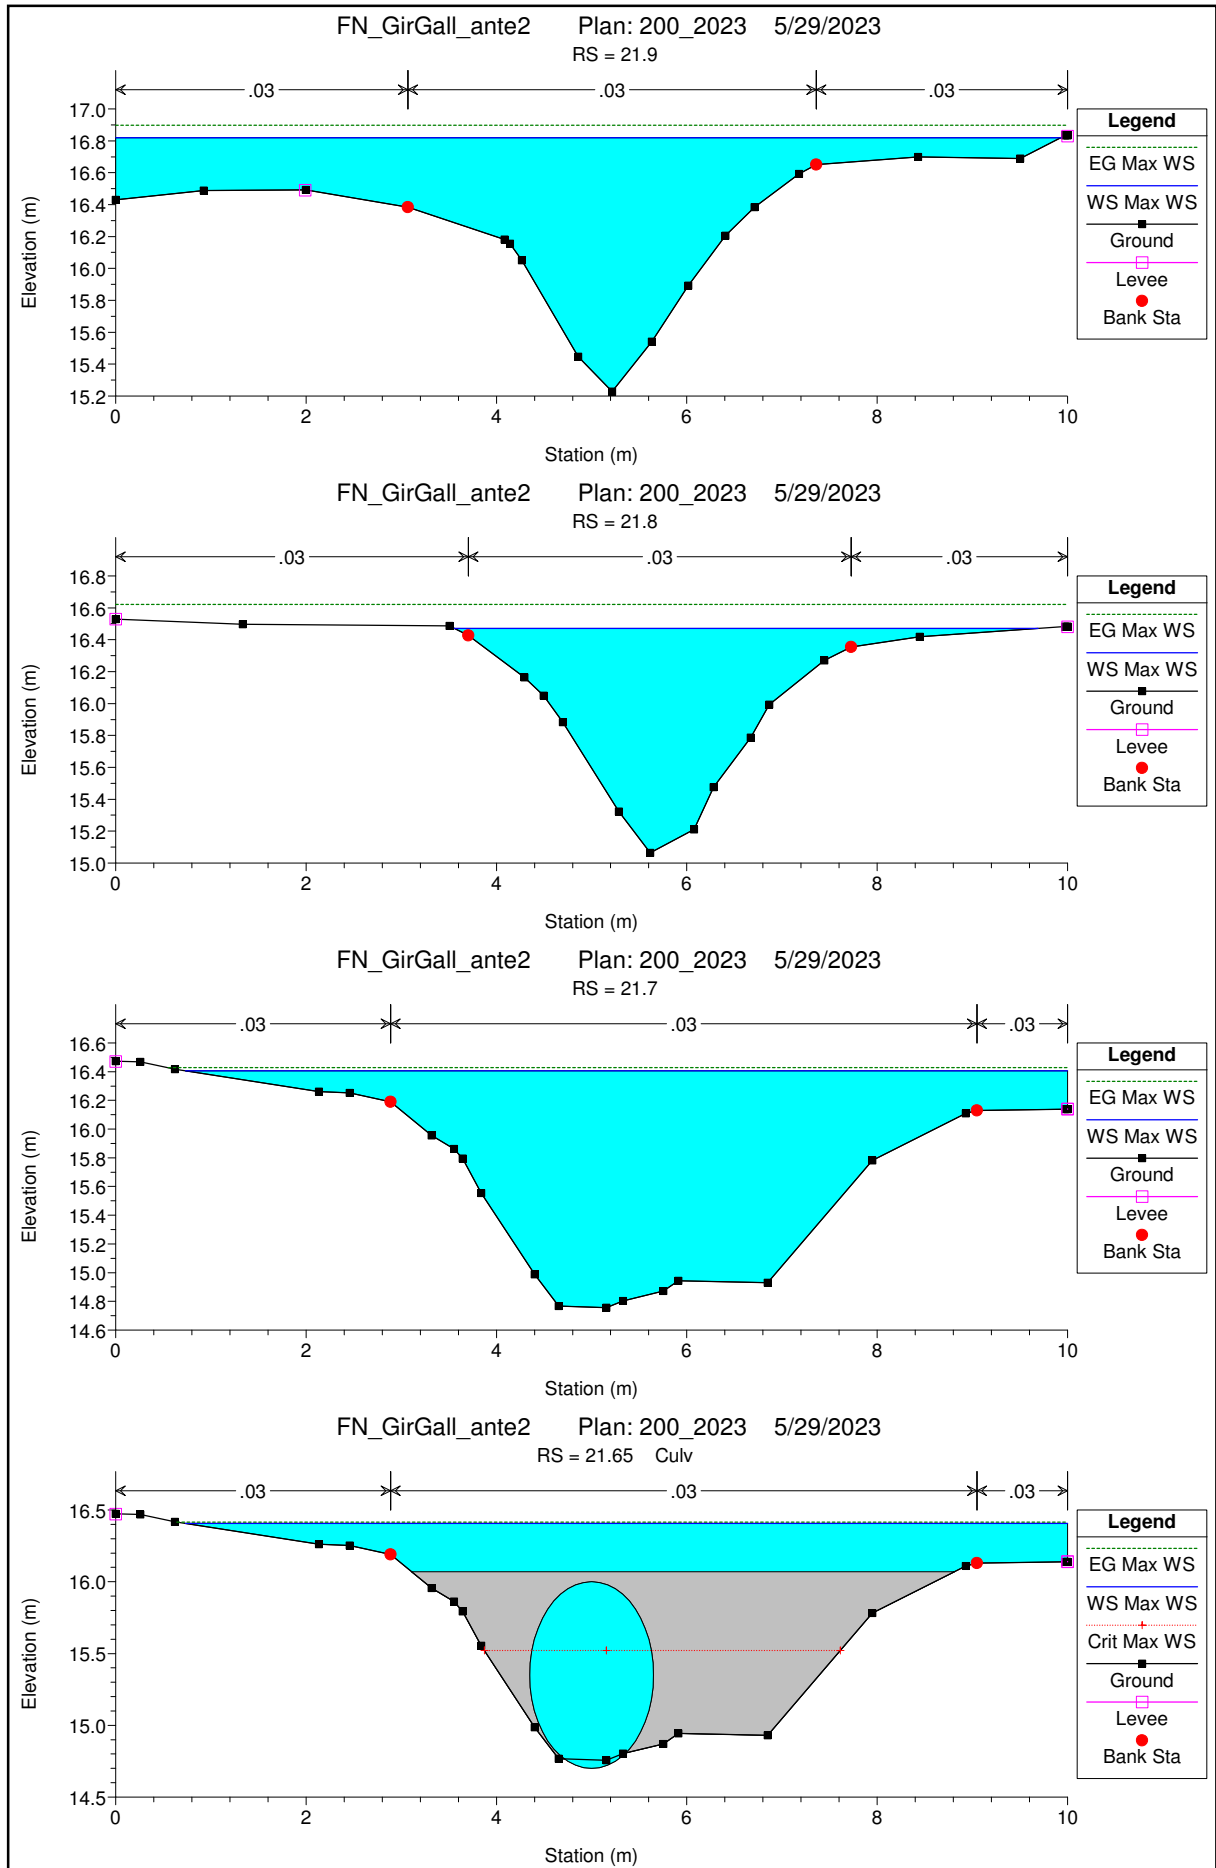 FN_GirGall_ante2 Plan: 200_2023 5/29/2023
RS = 21.9
.03 .03 .03
17.0
16.8
16.6
16.4
16.2
16.0
15.8
15.6
15.4
15.2
Elevation (m)
0 2 4 6 8 10
Station (m)
Legend
EG Max WS
WS Max WS
Ground
Levee
Bank Sta
FN_GirGall_ante2 Plan: 200_2023 5/29/2023
RS = 21.8
.03 .03 .03
16.8
16.6
16.4
16.2
16.0
15.8
15.6
15.4
15.2
15.0
Elevation (m)
0 2 4 6 8 10
Station (m)
Legend
EG Max WS
WS Max WS
Ground
Levee
Bank Sta
FN_GirGall_ante2 Plan: 200_2023 5/29/2023
RS = 21.7
.03 .03 .03
16.6
16.4
16.2
16.0
15.8
15.6
15.4
15.2
15.0
14.8
14.6
Elevation (m)
0 2 4 6 8 10
Station (m)
Legend
EG Max WS
WS Max WS
Ground
Levee
Bank Sta
FN_GirGall_ante2 Plan: 200_2023 5/29/2023
RS = 21.65 Culv
.03 .03 .03
16.5
16.0
15.5
15.0
14.5
Elevation (m)
0 2 4 6 8 10
Station (m)
Legend
EG Max WS
WS Max WS
Crit Max WS
Ground
Levee
Bank Sta